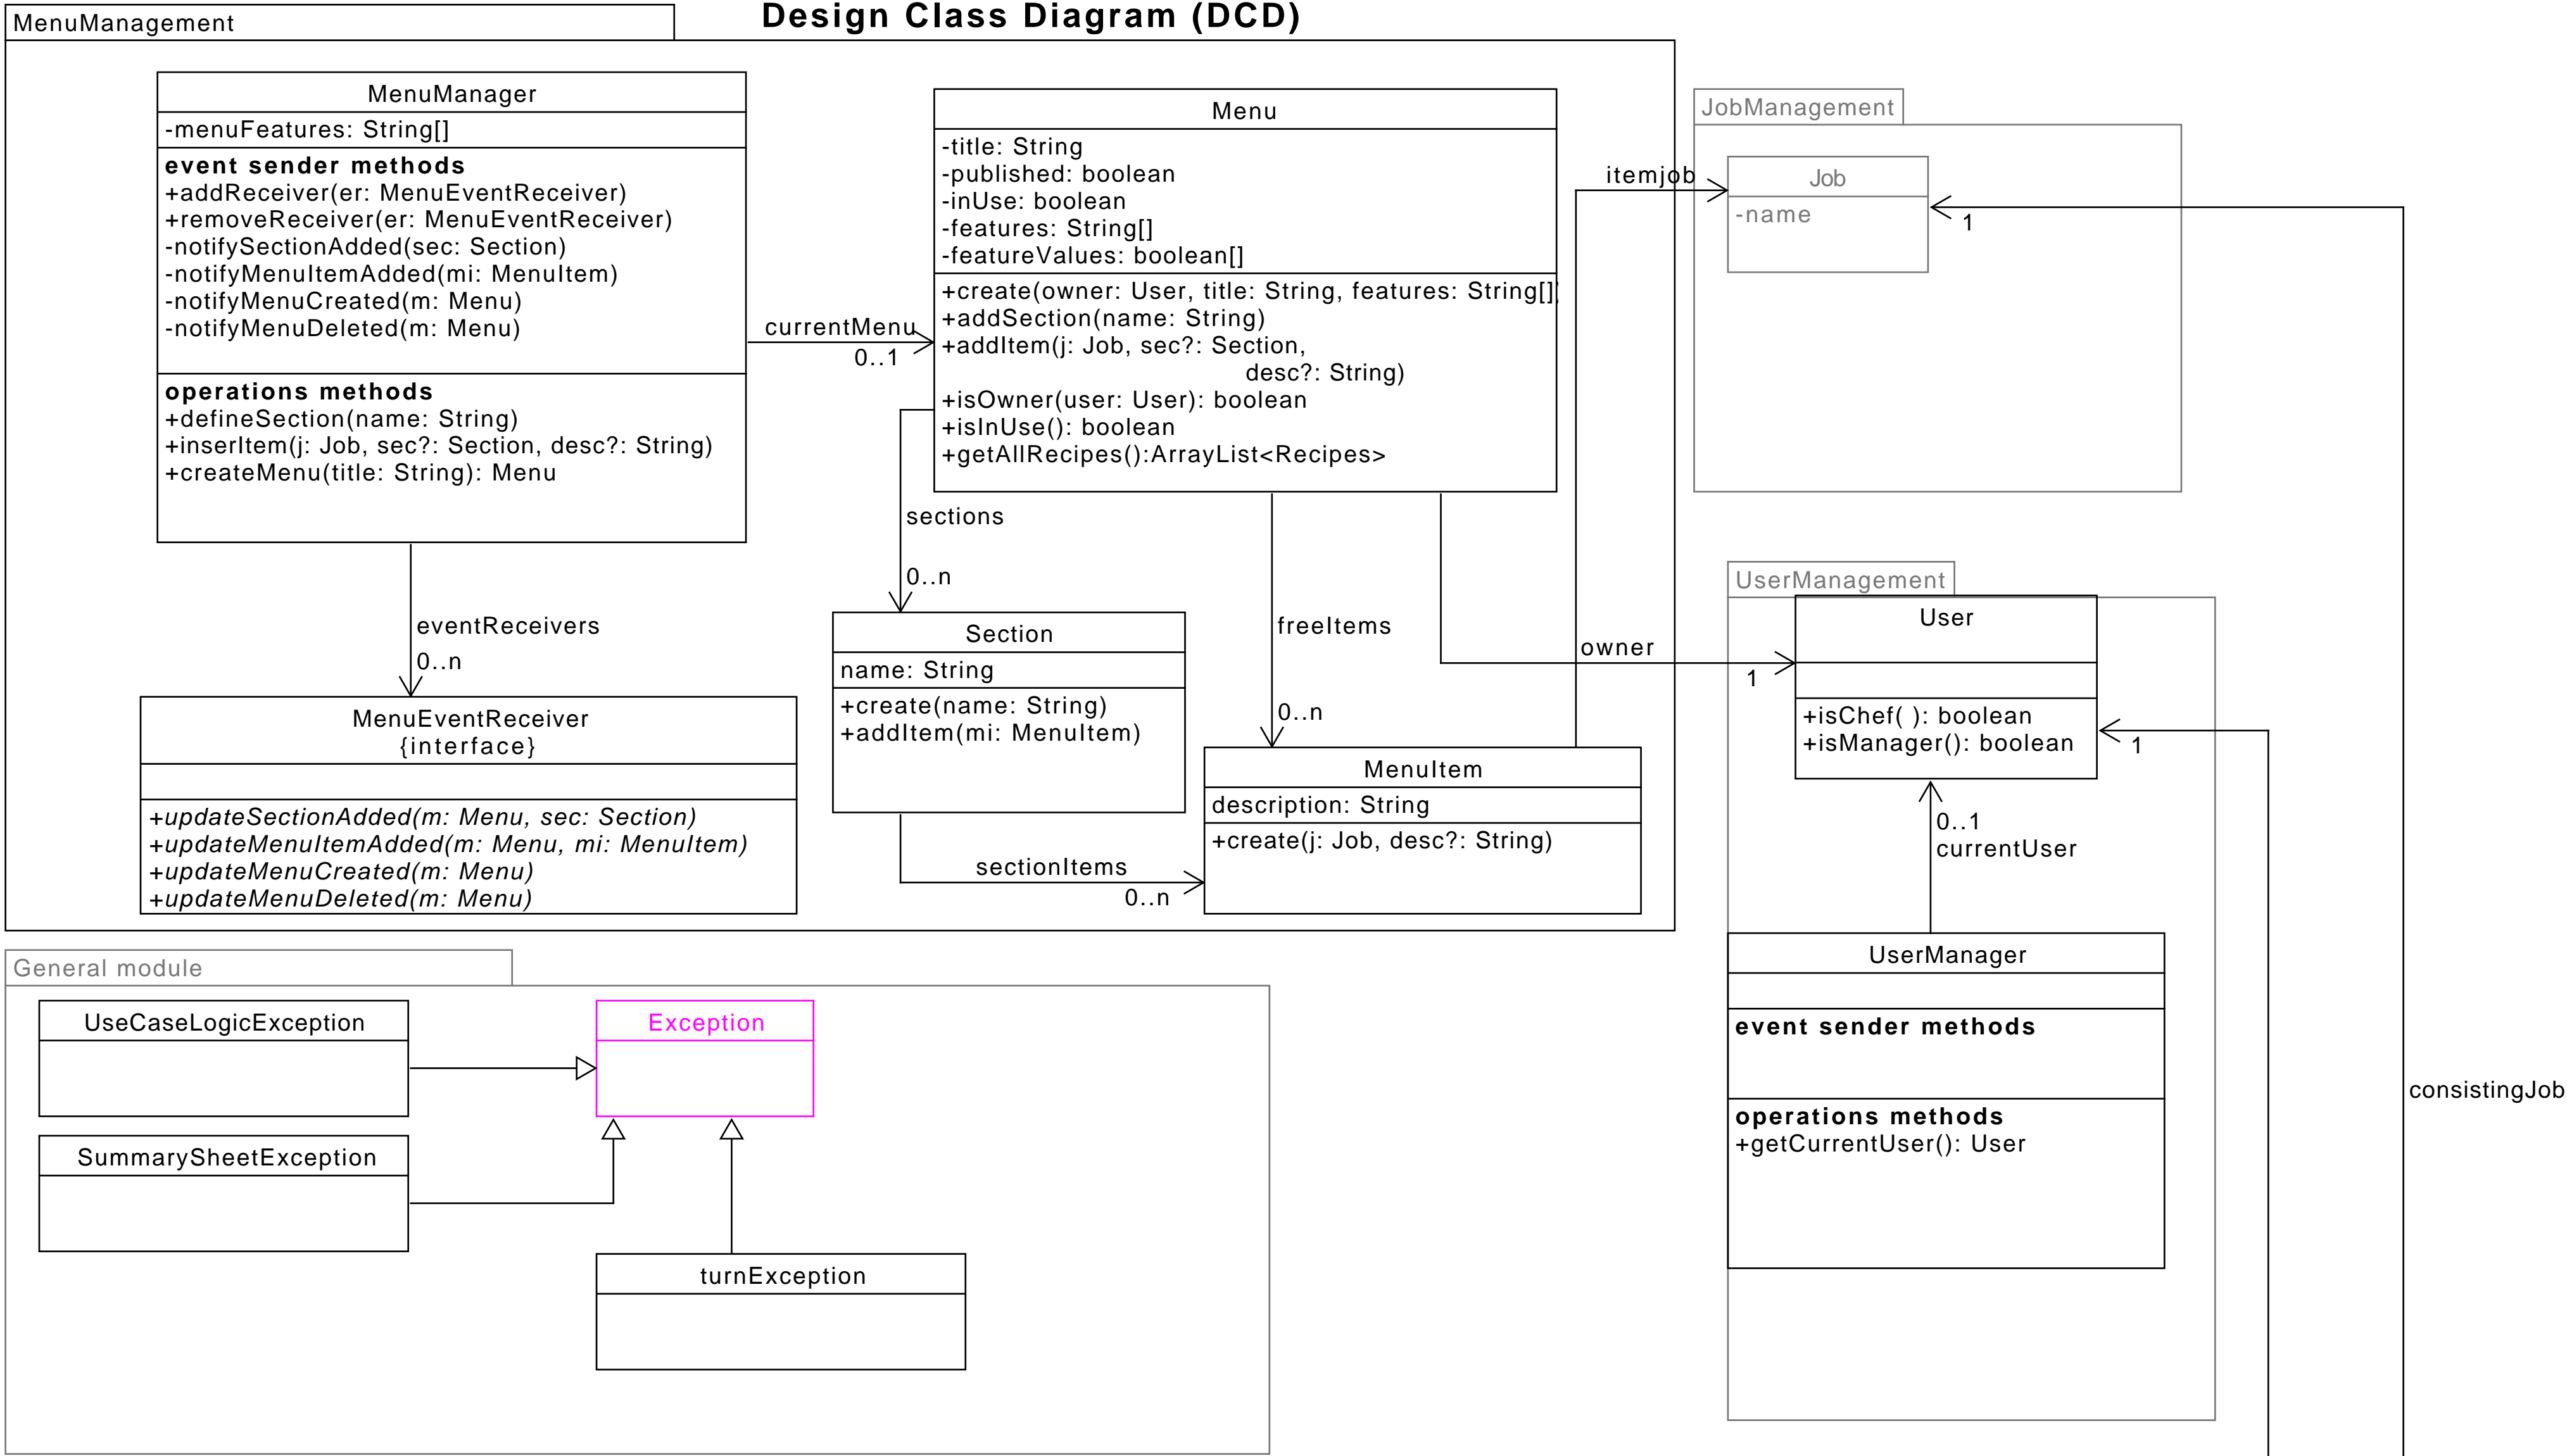 Design Class Diagram (DCD)
MenuManagement
MenuManager
-menuFeatures: String[]
event sender methods
+addReceiver(er: MenuEventReceiver)
+removeReceiver(er: MenuEventReceiver)
-notifySectionAdded(sec: Section)
-notifyMenuItemAdded(mi: MenuItem)
-notifyMenuCreated(m: Menu)
-notifyMenuDeleted(m: Menu)
operations methods
+defineSection(name: String)
+inserItem(j: Job, sec?: Section, desc?: String)
+createMenu(title: String): Menu
currentMenu
0..1
Menu
-title: String
-published: boolean
-inUse: boolean
-features: String[]
-featureValues: boolean[]
+create(owner: User, title: String, features: String[])
+addSection(name: String)
+addItem(j: Job, sec?: Section,
desc?: String)
+isOwner(user: User): boolean
+isInUse(): boolean
+getAllRecipes():ArrayList<Recipes>
itemjob
JobManagement
Job
-name
1
sections
0..n
eventReceivers
0..n
MenuEventReceiver
{interface}
+updateSectionAdded(m: Menu, sec: Section)
+updateMenuItemAdded(m: Menu, mi: MenuItem)
+updateMenuCreated(m: Menu)
+updateMenuDeleted(m: Menu)
Section
name: String
+create(name: String)
+addItem(mi: MenuItem)
sectionItems
0..n
freeItems
0..n
MenuItem
description: String
+create(j: Job, desc?: String)
owner
1
UserManagement
User
+isChef( ): boolean
+isManager(): boolean
1
0..1
currentUser
UserManager
event sender methods
operations methods
+getCurrentUser(): User
consistingJob
General module
UseCaseLogicException
Exception
SummarySheetException
turnException